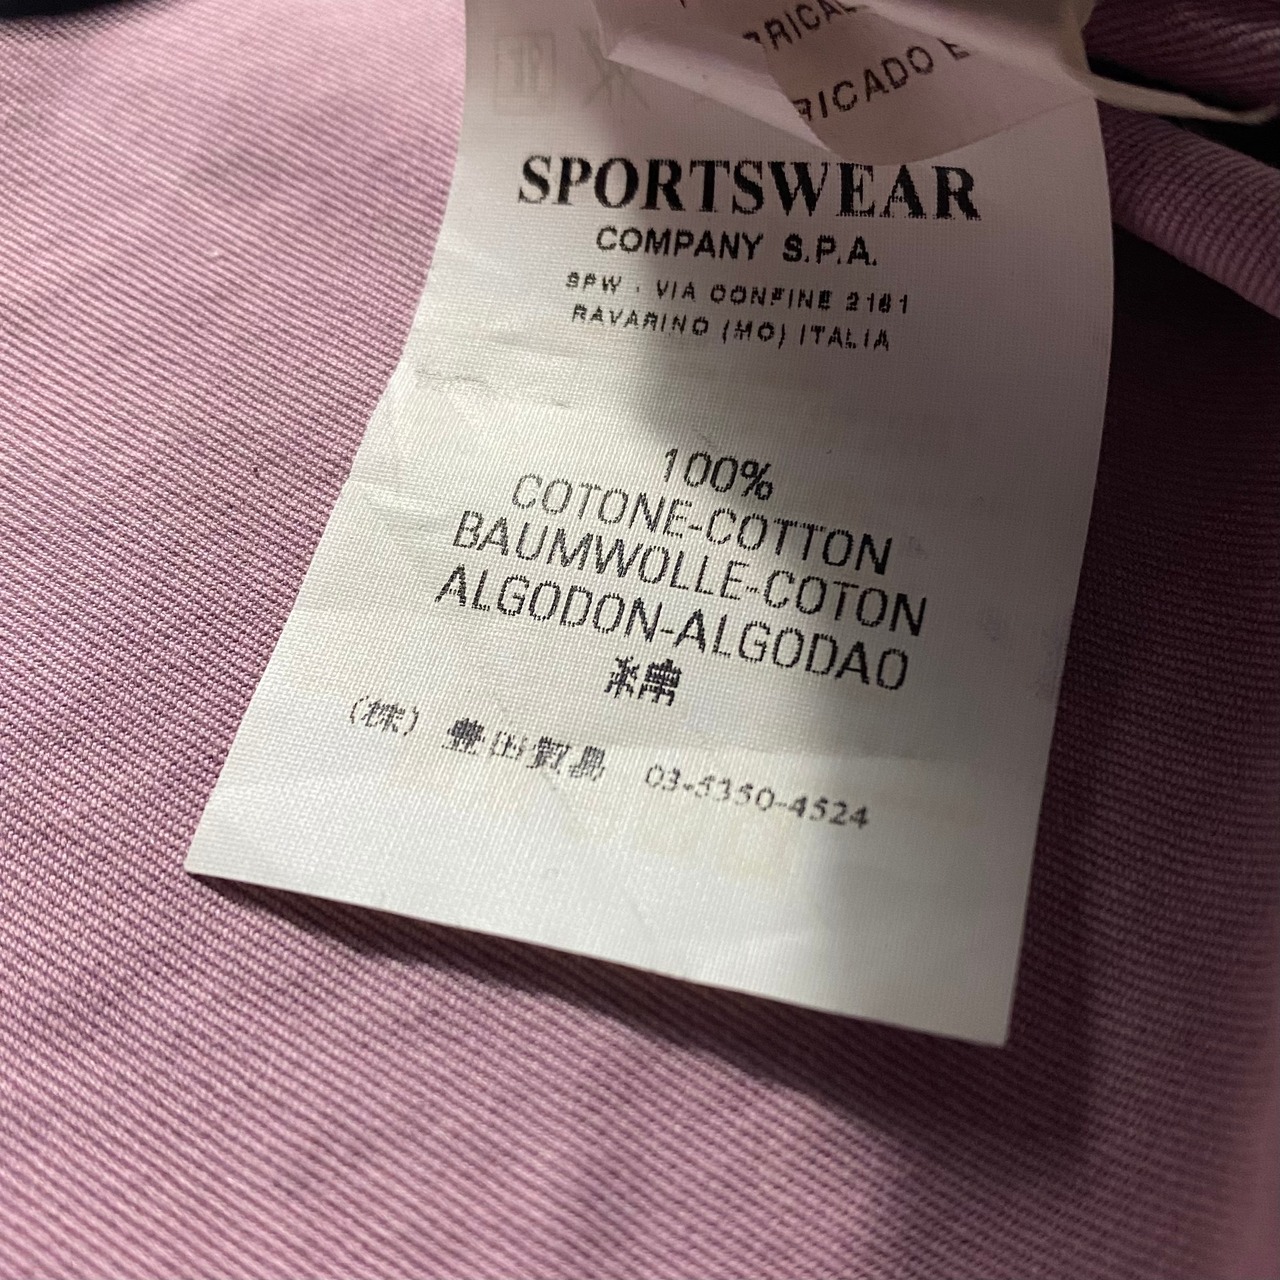 RICADO E
SPORTSWEAR
COMPANY S.P.A.
SPW - VIA CONFINE 2161
RAVARINO (MO) ITALIA
100%
COTONE-COTTON
BAUMWOLLE-COTON
ALGODON-ALGODAO
綿
(株) 豊田貿易 03-5350-4524